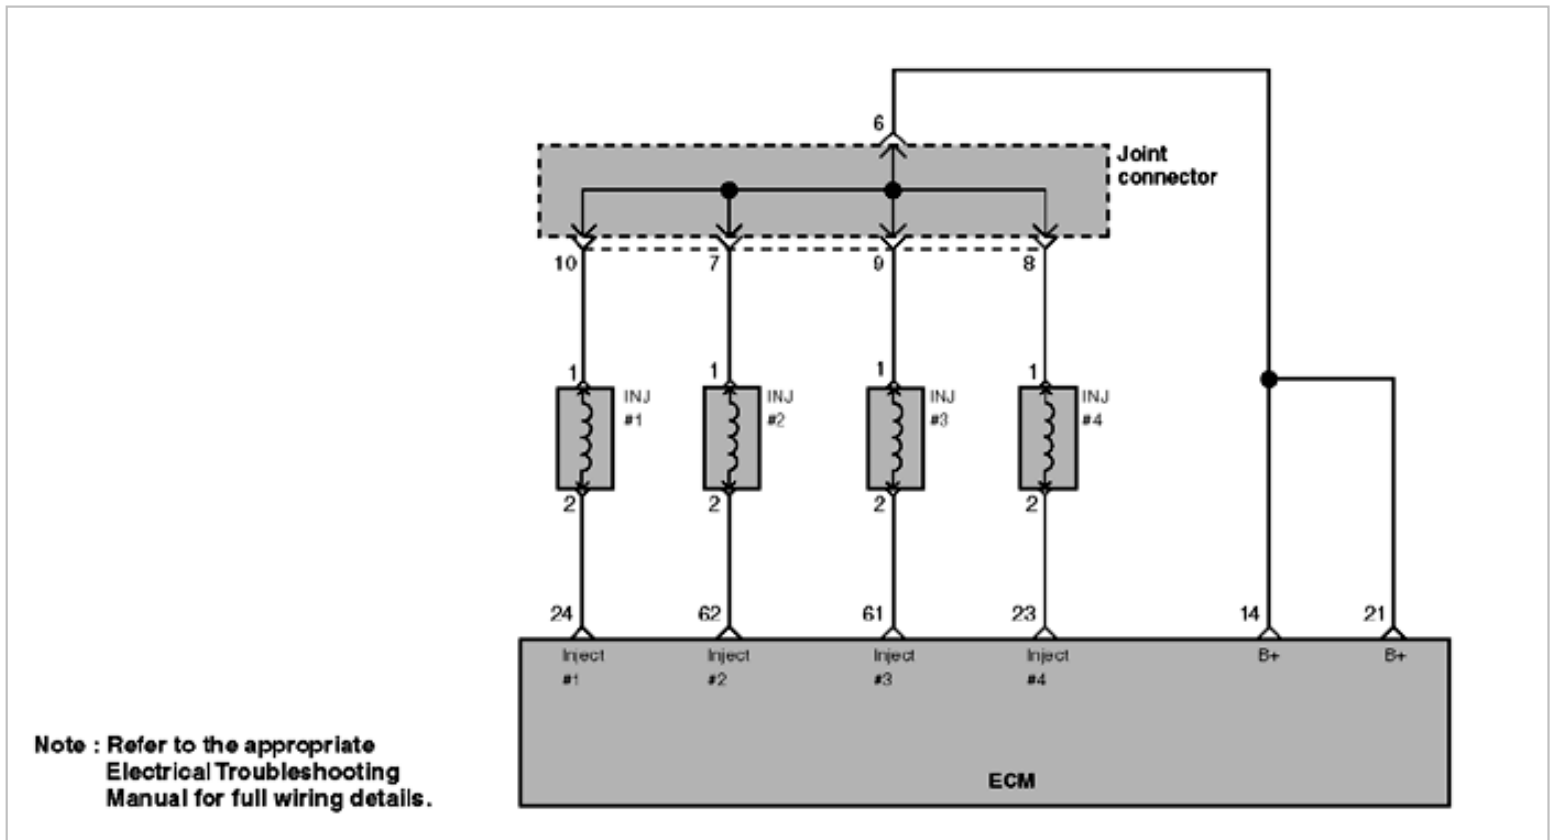 6
Joint
connector
10 7 9 8
1 1 1 1
INJ INJ INJ INJ
#1 #2 #3 #4
2 2 2 2
24 62 61 23 14 21
Inject Inject Inject Inject B+ B+
#1 #2 #3 #4
Note : Refer to the appropriate
Electrical Troubleshooting
Manual for full wiring details.
ECM